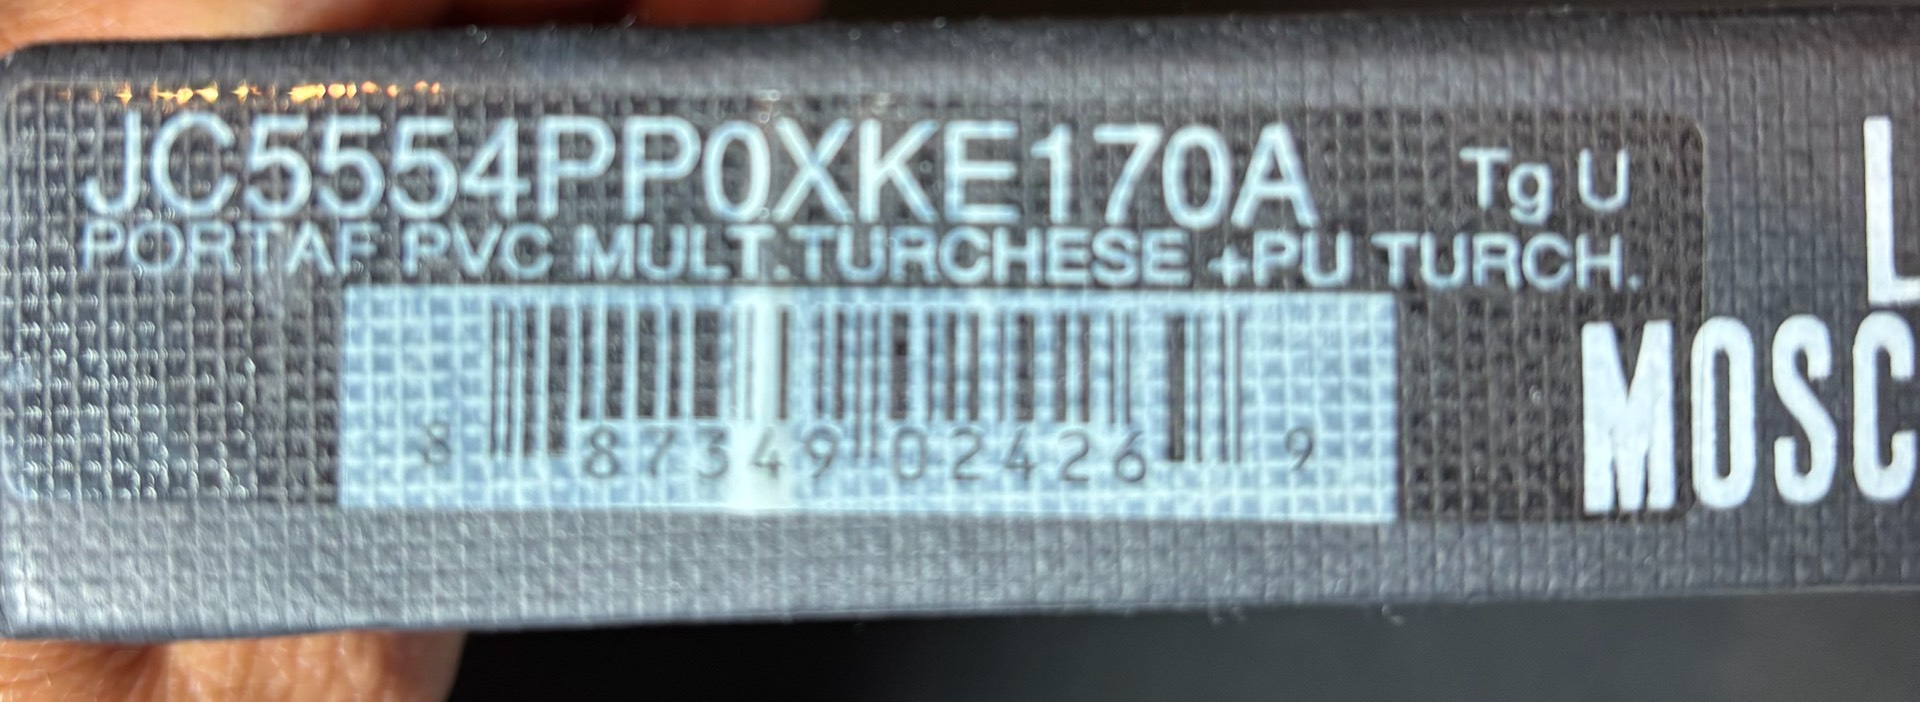 JC5554PP0XKE170A Tg U
PORTAF PVC MULT.TURCHESE +PU TURCH.
8 87349 02426 9
L
MOSC